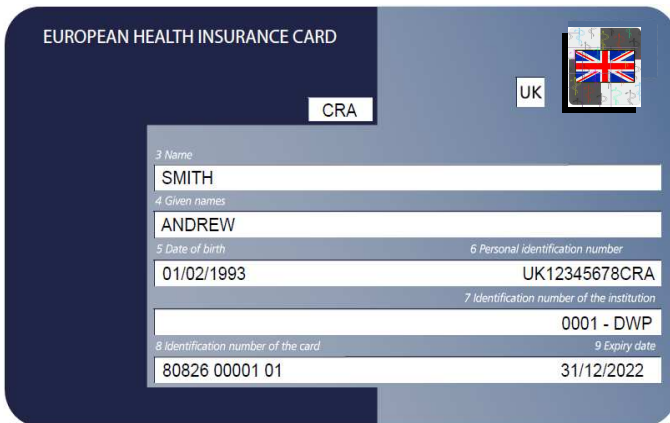 EUROPEAN HEALTH INSURANCE CARD
UK
CRA
3 Name
SMITH
4 Given names
ANDREW
5 Date of birth 6 Personal identification number
01/02/1993 UK12345678CRA
7 Identification number of the institution
0001 - DWP
8 Identification number of the card 9 Expiry date
80826 00001 01 31/12/2022